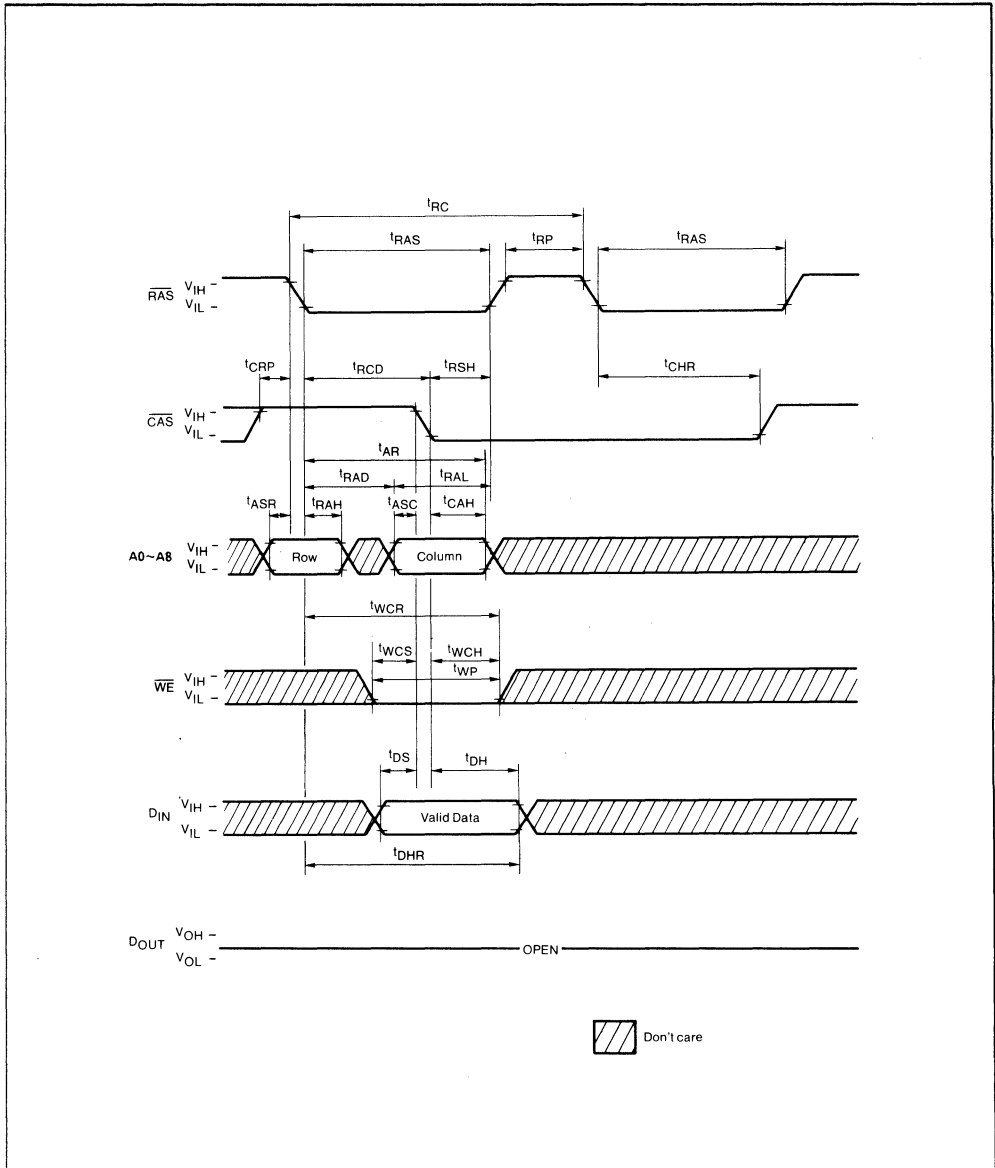 tRC
tRAS tRP tRAS
RAS VIH –
VIL –
tCRP tRCD tRSH tCHR
CAS VIH –
VIL –
tAR
tRAD tRAL
tASR tRAH tASC tCAH
A0~A8 VIH –
VIL –
Row Column
tWCR
tWCS tWCH
tWP
WE VIH –
VIL –
tDS tDH
DIN VIH –
VIL –
Valid Data
tDHR
DOUT VOH –
VOL –
OPEN
Don't care